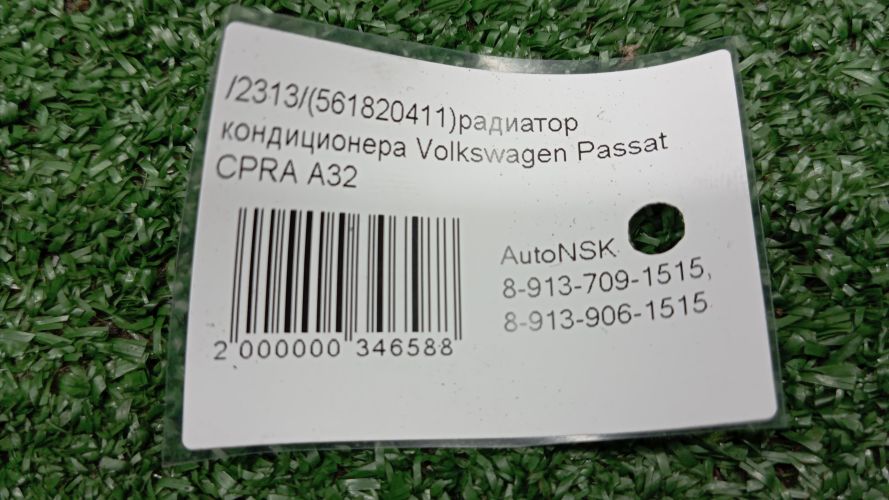 /2313/(561820411)радиатор
кондиционера Volkswagen Passat
CPRA A32
AutoNSK
8-913-709-1515,
8-913-906-1515
2 000000 346588